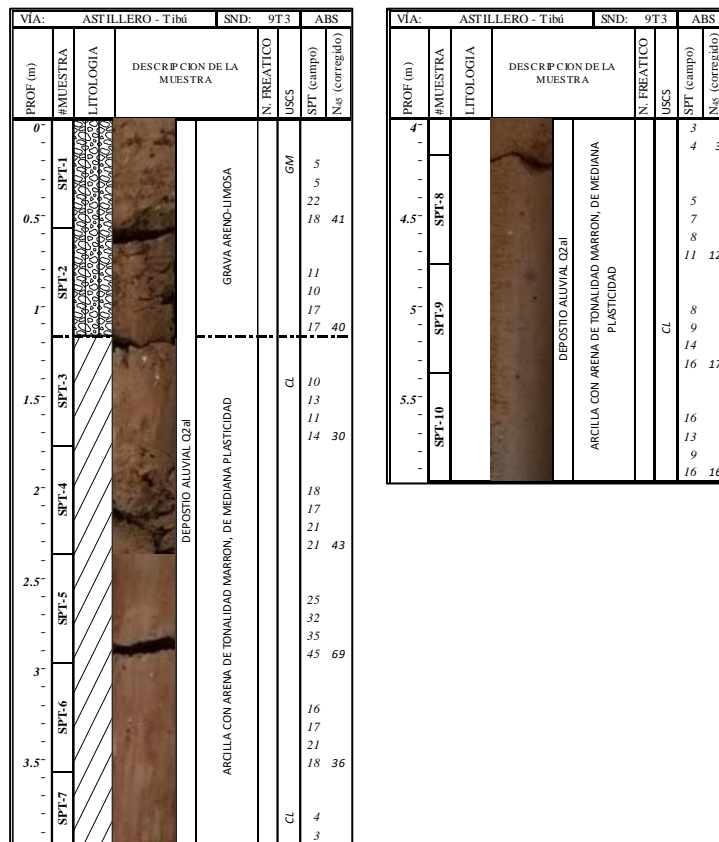 VÍA: ASTILLERO - Tibú SND: 9T3 ABS
PROF (m) #MUESTRA LITOLOGIA DESCRIPCION DE LA MUESTRA N. FREATICO USCS SPT (campo) N45 (corregido)
0
SPT-1 GRAVA ARENO-LIMOSA GM
5
5
22
0.5 18 41
SPT-2
11
10
1 17
17 40
SPT-3 CL
10
1.5 13
11
14 30
DEPOSTIO ALUVIAL Q2al
ARCILLA CON ARENA DE TONALIDAD MARRON, DE MEDIANA PLASTICIDAD
SPT-4
2 18
17
21
21 43
2.5
SPT-5
25
32
35
45 69
3
SPT-6
16
17
21
3.5 18 36
SPT-7 CL
4
3
VÍA: ASTILLERO - Tibú SND: 9T3 ABS
PROF (m) #MUESTRA LITOLOGIA DESCRIPCION DE LA MUESTRA N. FREATICO USCS SPT (campo) N45 (corregido)
4 3
4
SPT-8
5
4.5 7
8
11 12
DEPOSTIO ALUVIAL Q2al
ARCILLA CON ARENA DE TONALIDAD MARRON, DE MEDIANA
PLASTICIDAD
SPT-9 CL
5 8
9
14
16 17
5.5
SPT-10
16
13
9
16 16